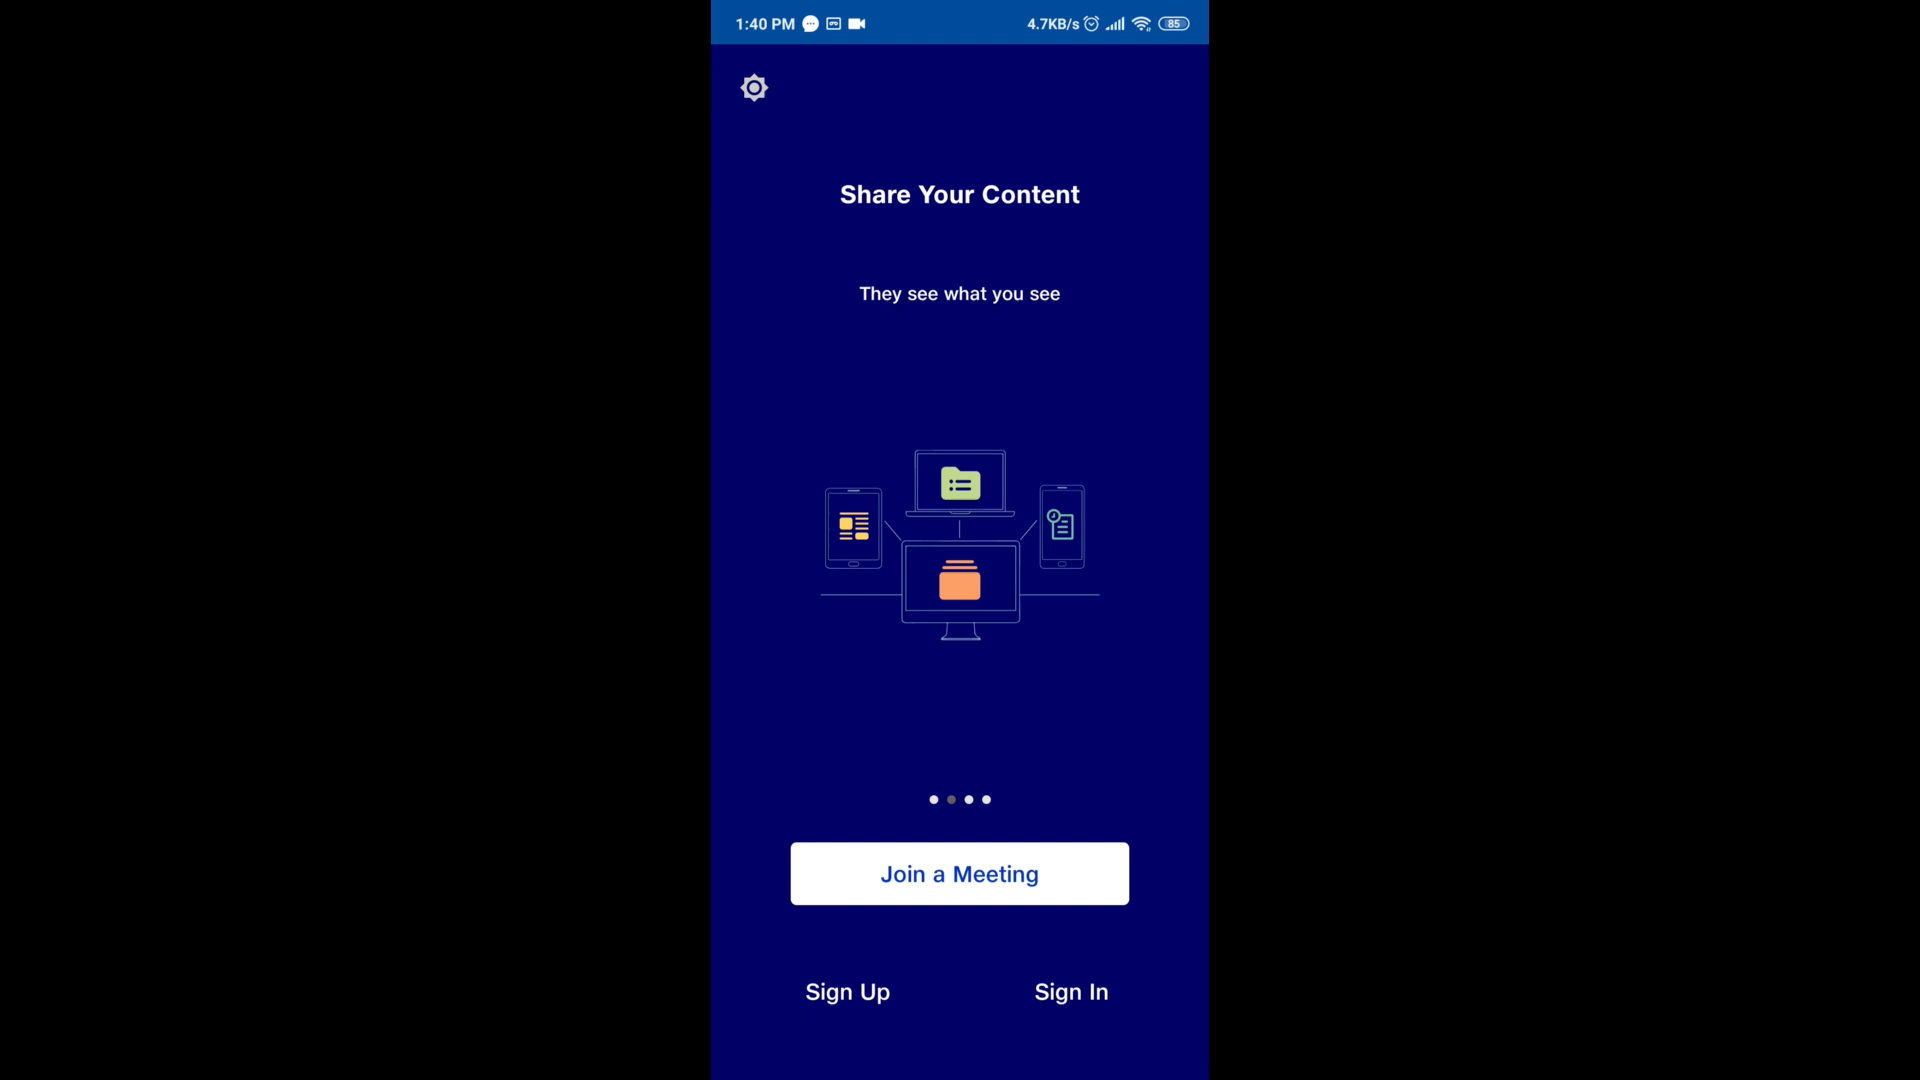 1:40 PM 4.7KB/s 85
Share Your Content
They see what you see
Join a Meeting
Sign Up Sign In